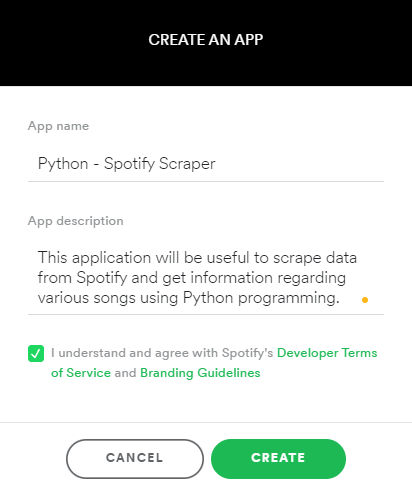 CREATE AN APP
App name
Python - Spotify Scraper
App description
This application will be useful to scrape data
from Spotify and get information regarding
various songs using Python programming.
I understand and agree with Spotify's Developer Terms
of Service and Branding Guidelines
CANCEL
CREATE